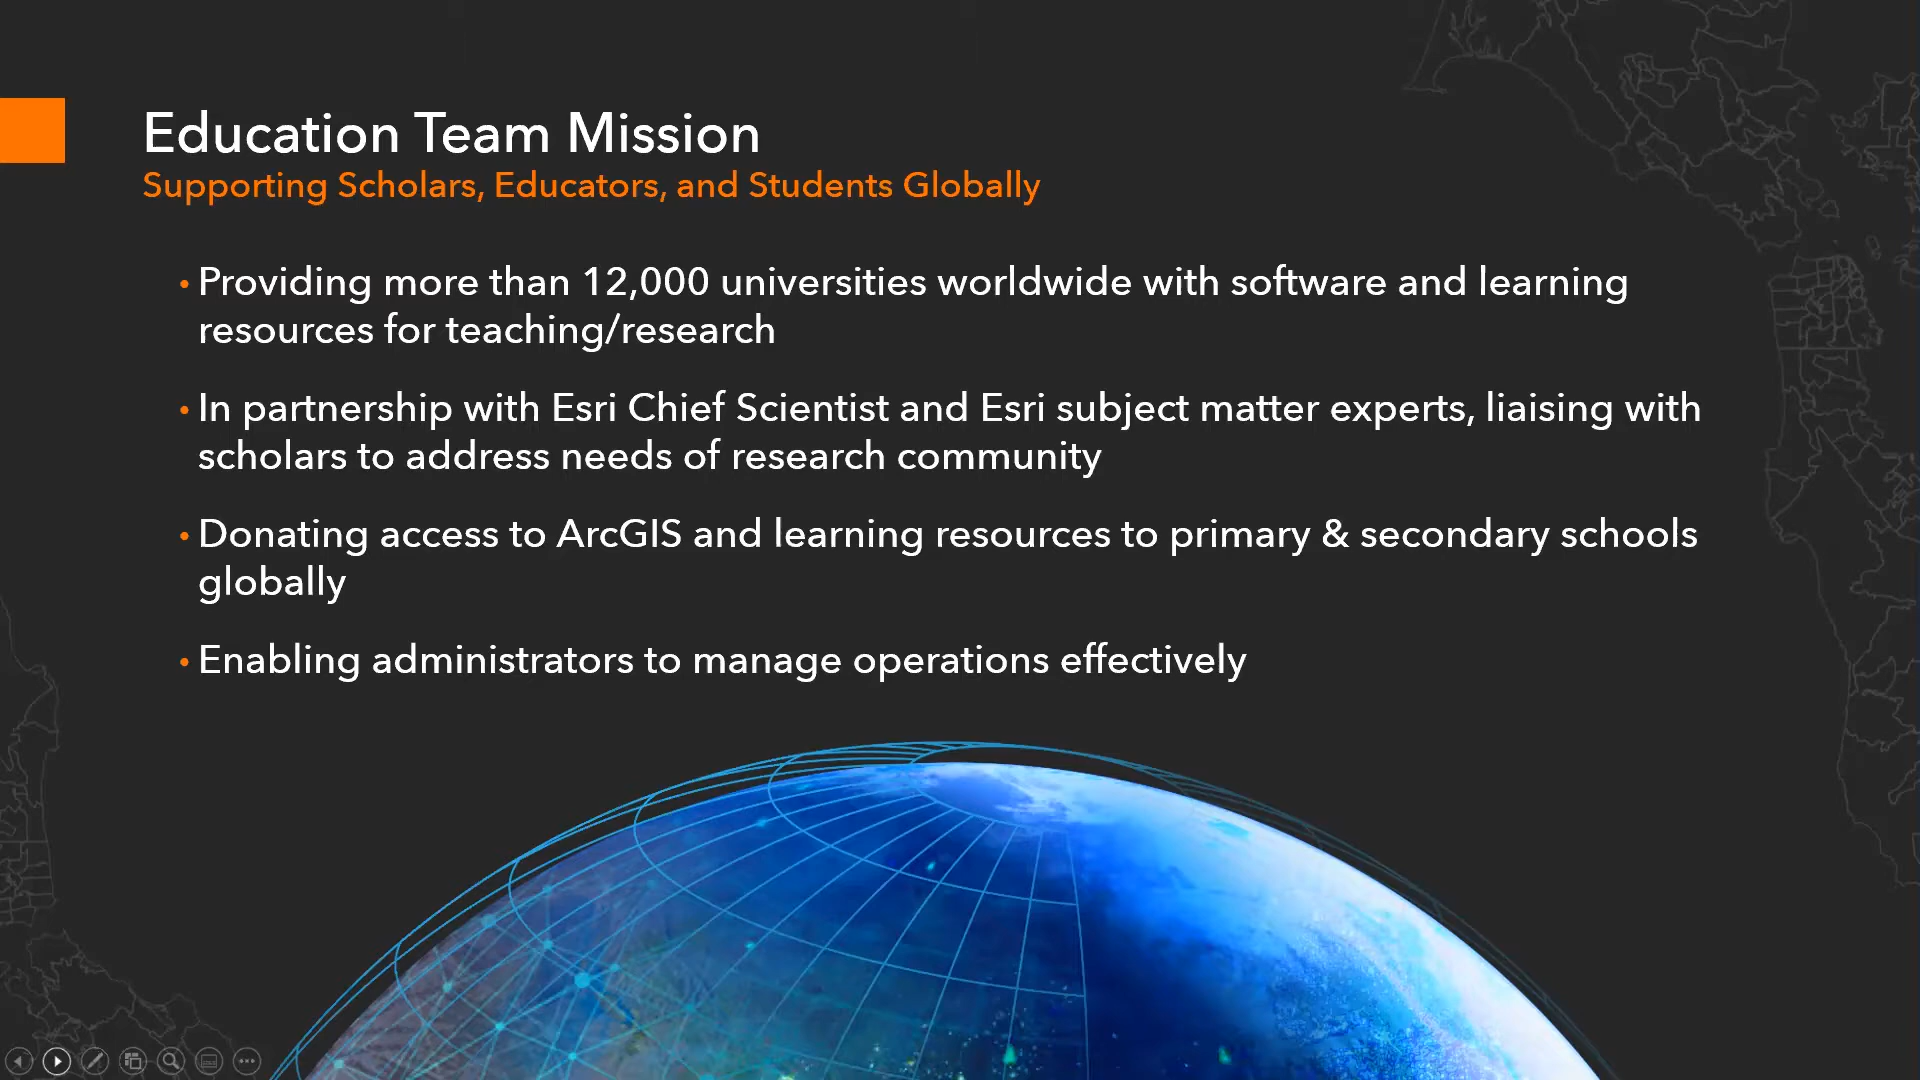 Education Team Mission
Supporting Scholars, Educators, and Students Globally
• Providing more than 12,000 universities worldwide with software and learning
resources for teaching/research
• In partnership with Esri Chief Scientist and Esri subject matter experts, liaising with
scholars to address needs of research community
• Donating access to ArcGIS and learning resources to primary & secondary schools
globally
• Enabling administrators to manage operations effectively